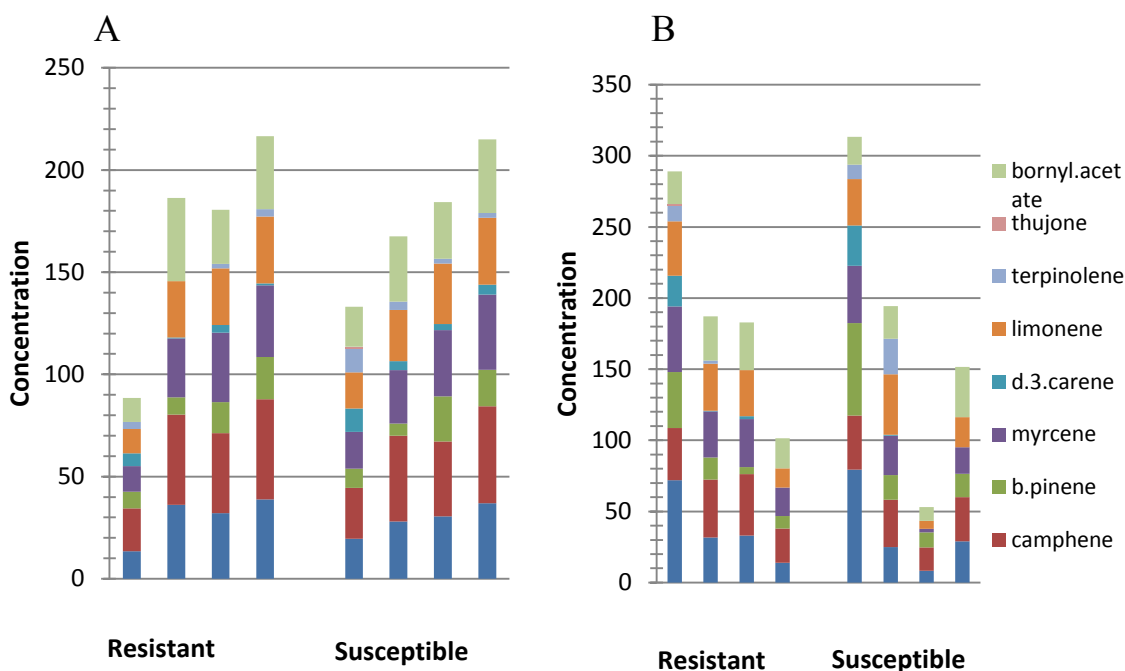 A
250
200
150
100
50
0
Concentration
Resistant
Susceptible
B
350
300
250
200
150
100
50
0
Concentration
Resistant
Susceptible
bornyl.acet
ate
thujone
terpinolene
limonene
d.3.carene
myrcene
b.pinene
camphene